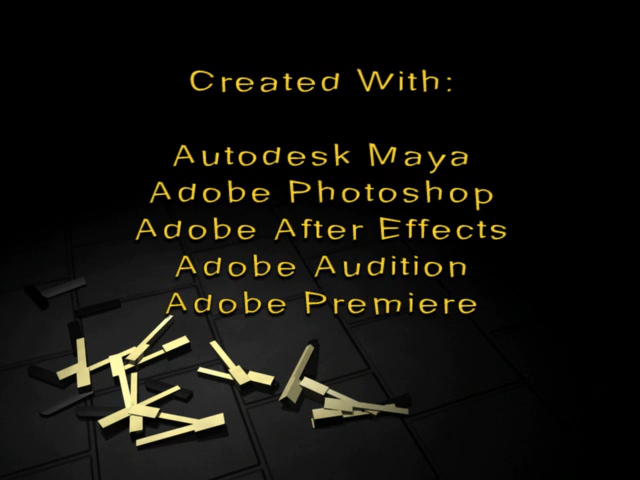 Created With:
Autodesk Maya
Adobe Photoshop
Adobe After Effects
Adobe Audition
Adobe Premiere